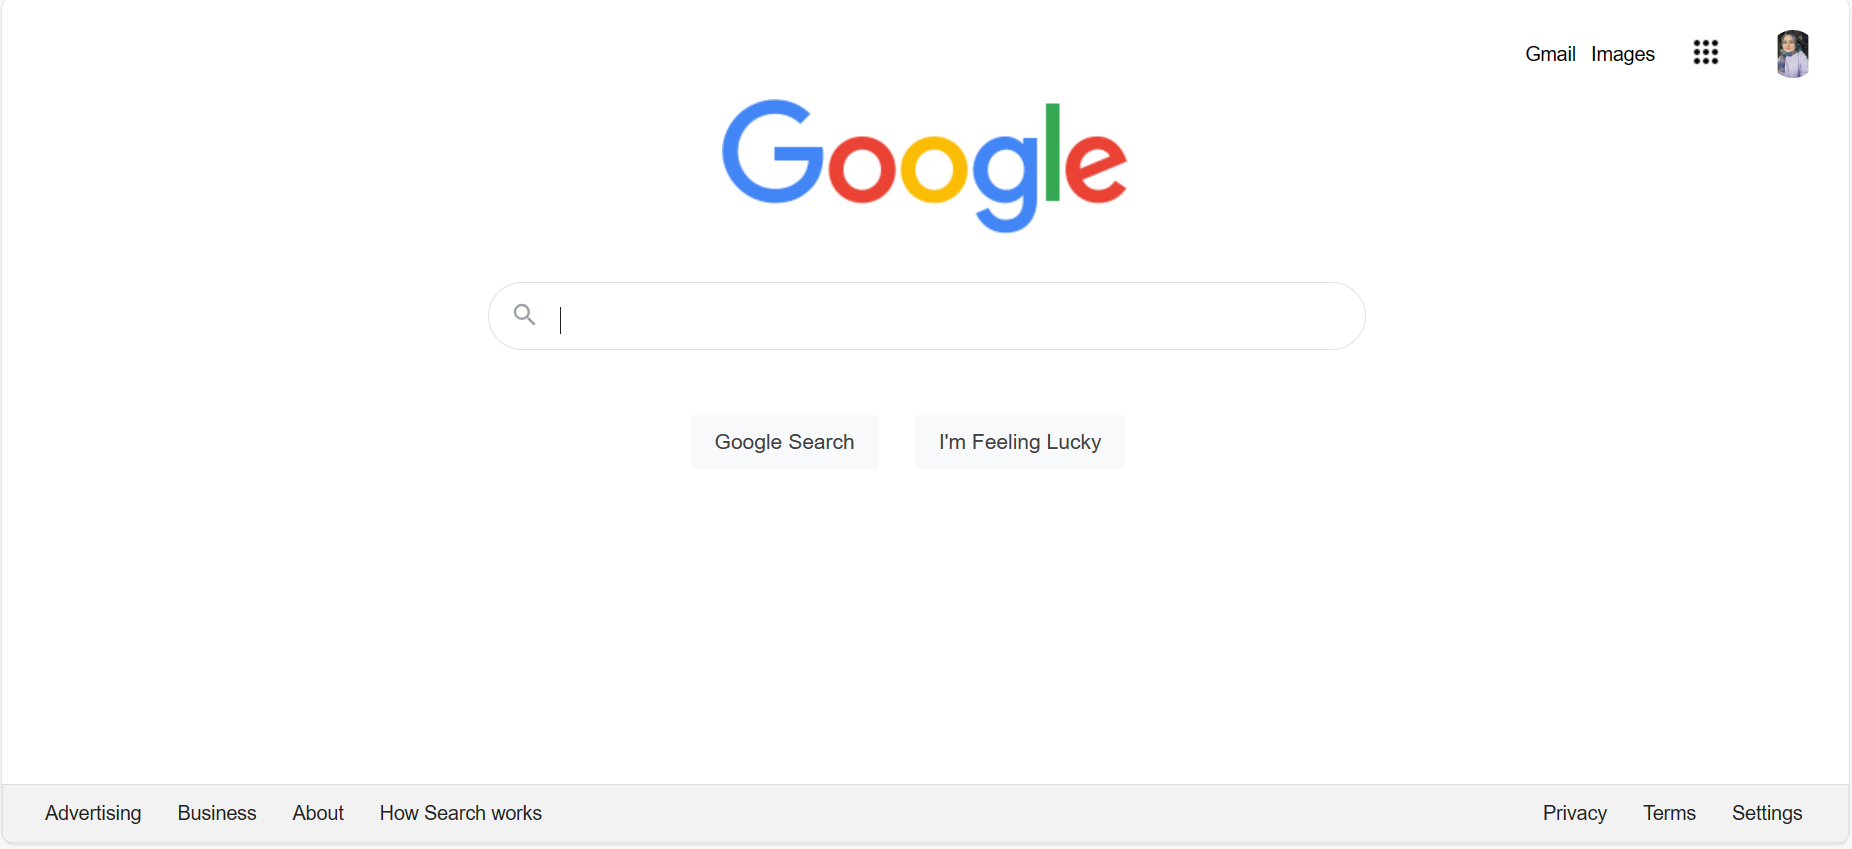 Gmail Images
Google
Google Search I'm Feeling Lucky
Advertising Business About How Search works Privacy Terms Settings